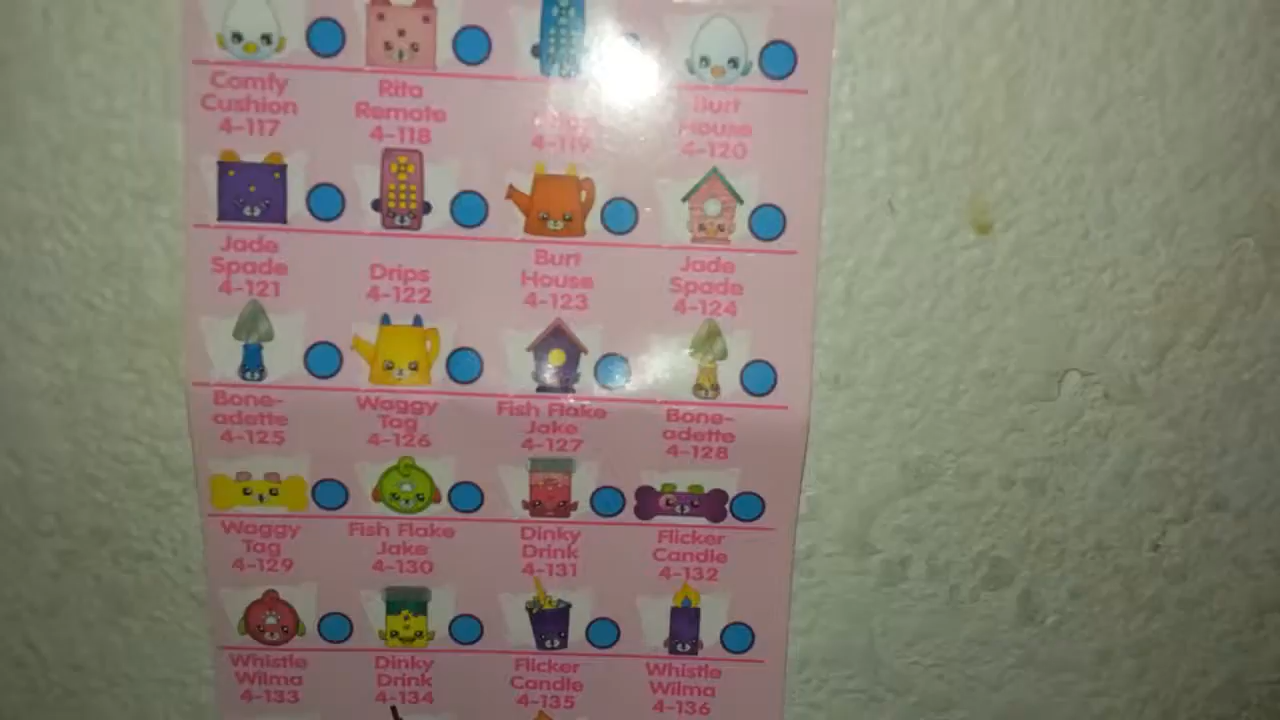 Comfy
Cushion
4-117
Rita
Remote
4-118
4-119
Burt
House
4-120
Jade
Spade
4-121
Drips
4-122
Burt
House
4-123
Jade
Spade
4-124
Bone-
adette
4-125
Waggy
Tag
4-126
Fish Flake
Jake
4-127
Bone-
adette
4-128
Waggy
Tag
4-129
Fish Flake
Jake
4-130
Dinky
Drink
4-131
Flicker
Candle
4-132
Whistle
Wilma
4-133
Dinky
Drink
4-134
Flicker
Candle
4-135
Whistle
Wilma
4-136